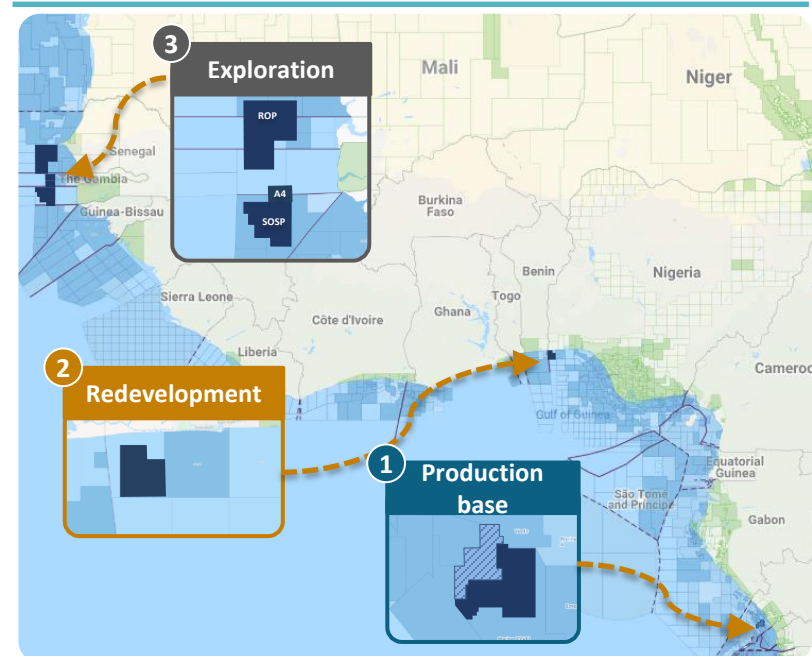 3
Exploration
ROP
A4
SOSP
Mali
Niger
Senegal
The Gambia
Guinea-Bissau
Burkina
Faso
Benin
Nigeria
Togo
Sierra Leone
Côte d'Ivoire
Ghana
Liberia
2
Redevelopment
Cameroo
Gulf of Guinea
1
Production
base
Equatorial
Guinea
São Tomé
and Príncipe
Gabon